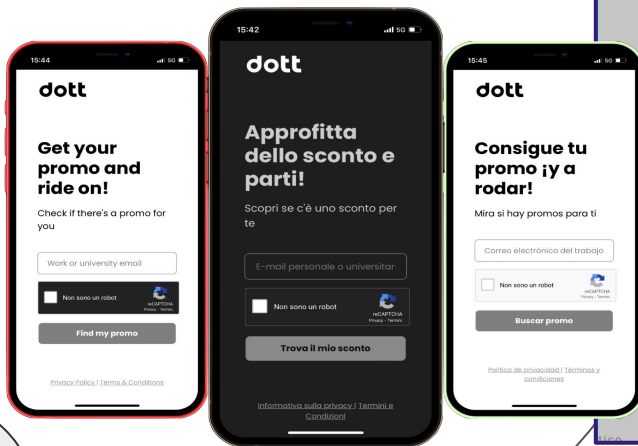 15:44
5G
dott
Get your
promo and
ride on!
Check if there's a promo for
you
Work or university email
Non sono un robot
reCAPTCHA
Privacy - Termini
Find my promo
Privacy Policy | Terms & Conditions
15:42
5G
dott
Approfitta
dello sconto e
parti!
Scopri se c'è uno sconto per
te
E-mail personale o universitar
Non sono un robot
reCAPTCHA
Privacy - Termini
Trova il mio sconto
Informativa sulla privacy | Termini e
Condizioni
15:45
5G
dott
Consigue tu
promo ¡y a
rodar!
Mira si hay promos para ti
Correo electrónico del trabajo
Non sono un robot
reCAPTCHA
Privacy - Termini
Buscar promo
Política de privacidad | Términos y
condiciones